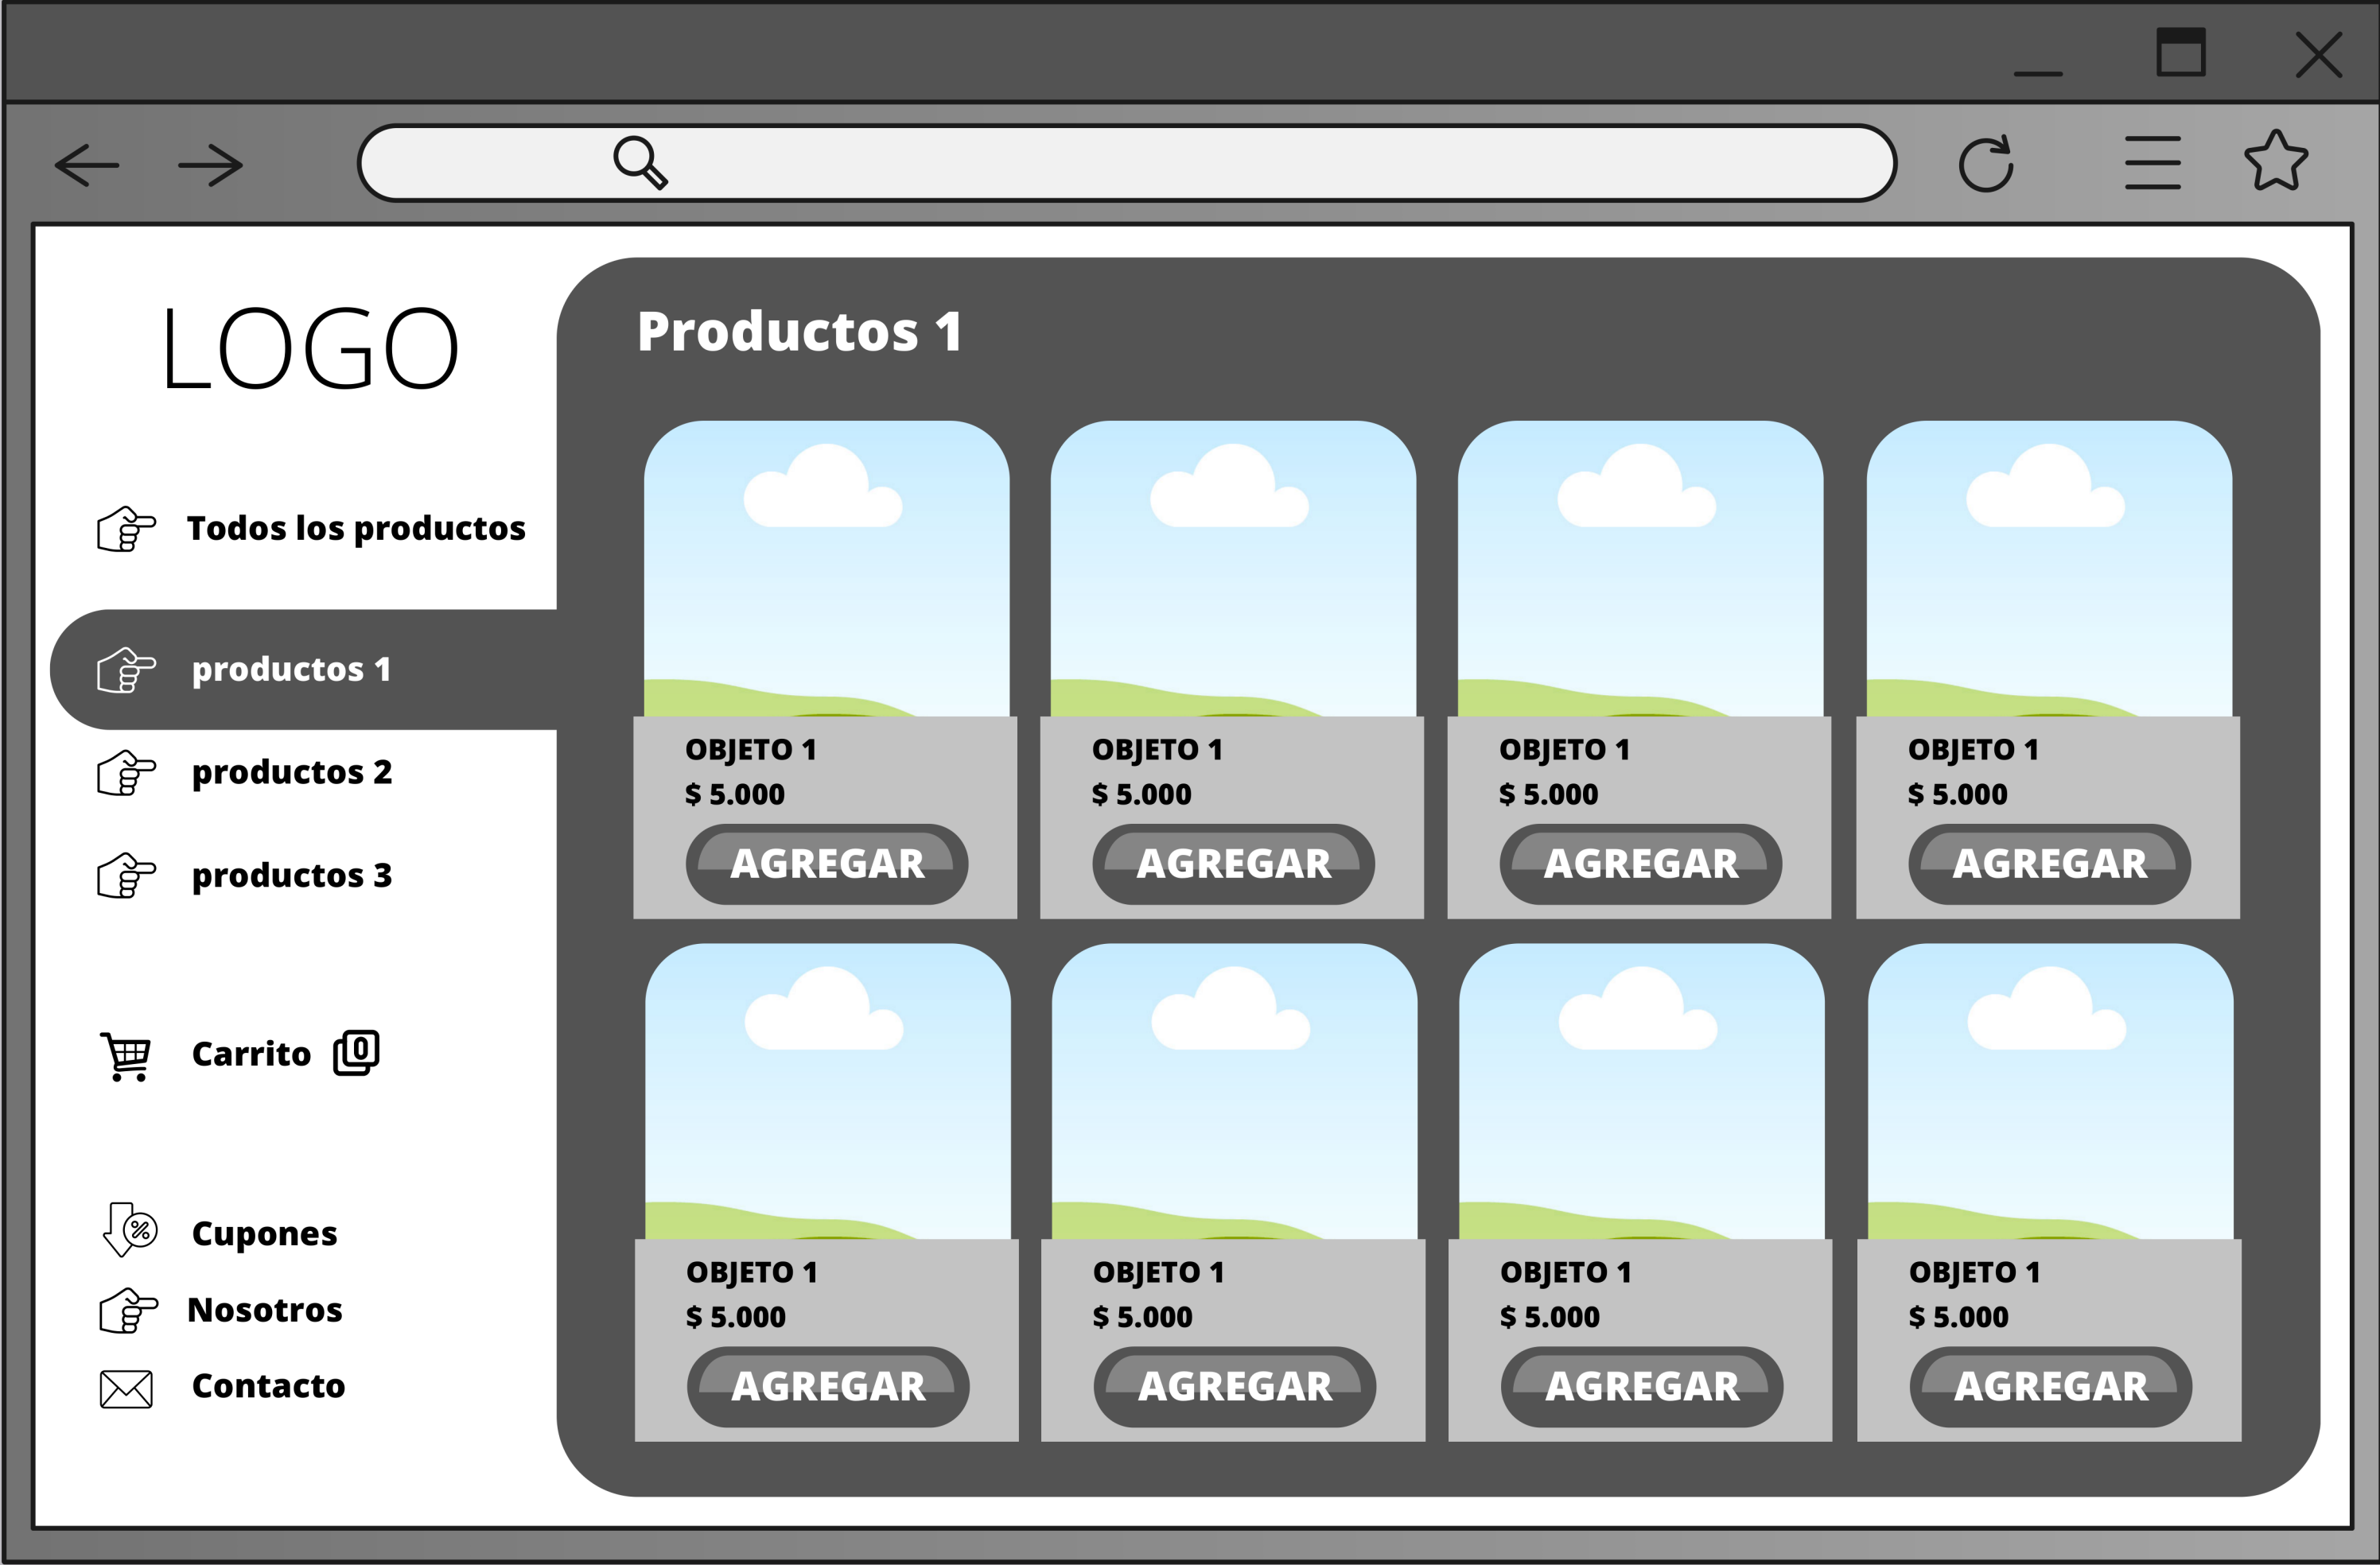 LOGO
Todos los productos
productos 1
productos 2
productos 3
Carrito 0
%
Cupones
Nosotros
Contacto
Productos 1
OBJETO 1
$ 5.000
AGREGAR
OBJETO 1
$ 5.000
AGREGAR
OBJETO 1
$ 5.000
AGREGAR
OBJETO 1
$ 5.000
AGREGAR
OBJETO 1
$ 5.000
AGREGAR
OBJETO 1
$ 5.000
AGREGAR
OBJETO 1
$ 5.000
AGREGAR
OBJETO 1
$ 5.000
AGREGAR